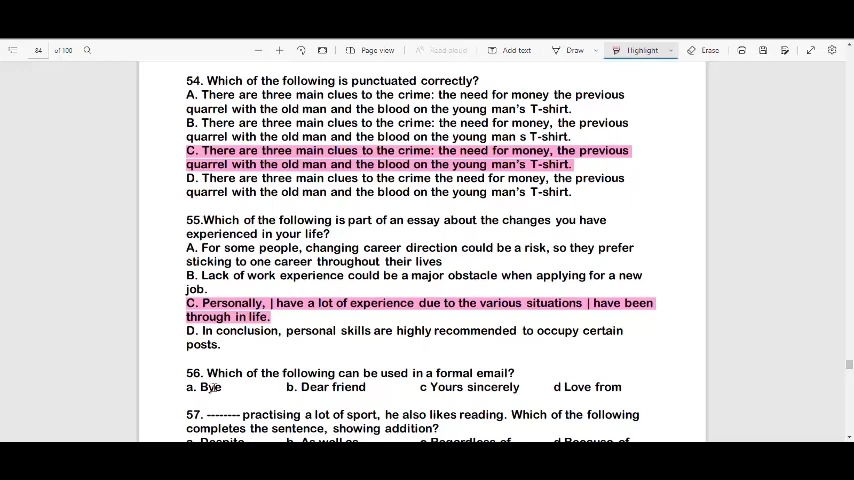 84 of 100 Page view Read aloud Add text Draw Highlight Erase
54. Which of the following is punctuated correctly?
A. There are three main clues to the crime: the need for money the previous
quarrel with the old man and the blood on the young man's T-shirt.
B. There are three main clues to the crime: the need for money, the previous
quarrel with the old man and the blood on the young man s T-shirt.
C. There are three main clues to the crime: the need for money, the previous
quarrel with the old man and the blood on the young man's T-shirt.
D. There are three main clues to the crime the need for money, the previous
quarrel with the old man and the blood on the young man's T-shirt.
55.Which of the following is part of an essay about the changes you have
experienced in your life?
A. For some people, changing career direction could be a risk, so they prefer
sticking to one career throughout their lives
B. Lack of work experience could be a major obstacle when applying for a new
job.
C. Personally, | have a lot of experience due to the various situations | have been
through in life.
D. In conclusion, personal skills are highly recommended to occupy certain
posts.
56. Which of the following can be used in a formal email?
a. Bye b. Dear friend c Yours sincerely d Love from
57. -------- practising a lot of sport, he also likes reading. Which of the following
completes the sentence, showing addition?
a. Despite b. As well as c Regardless of d Because of